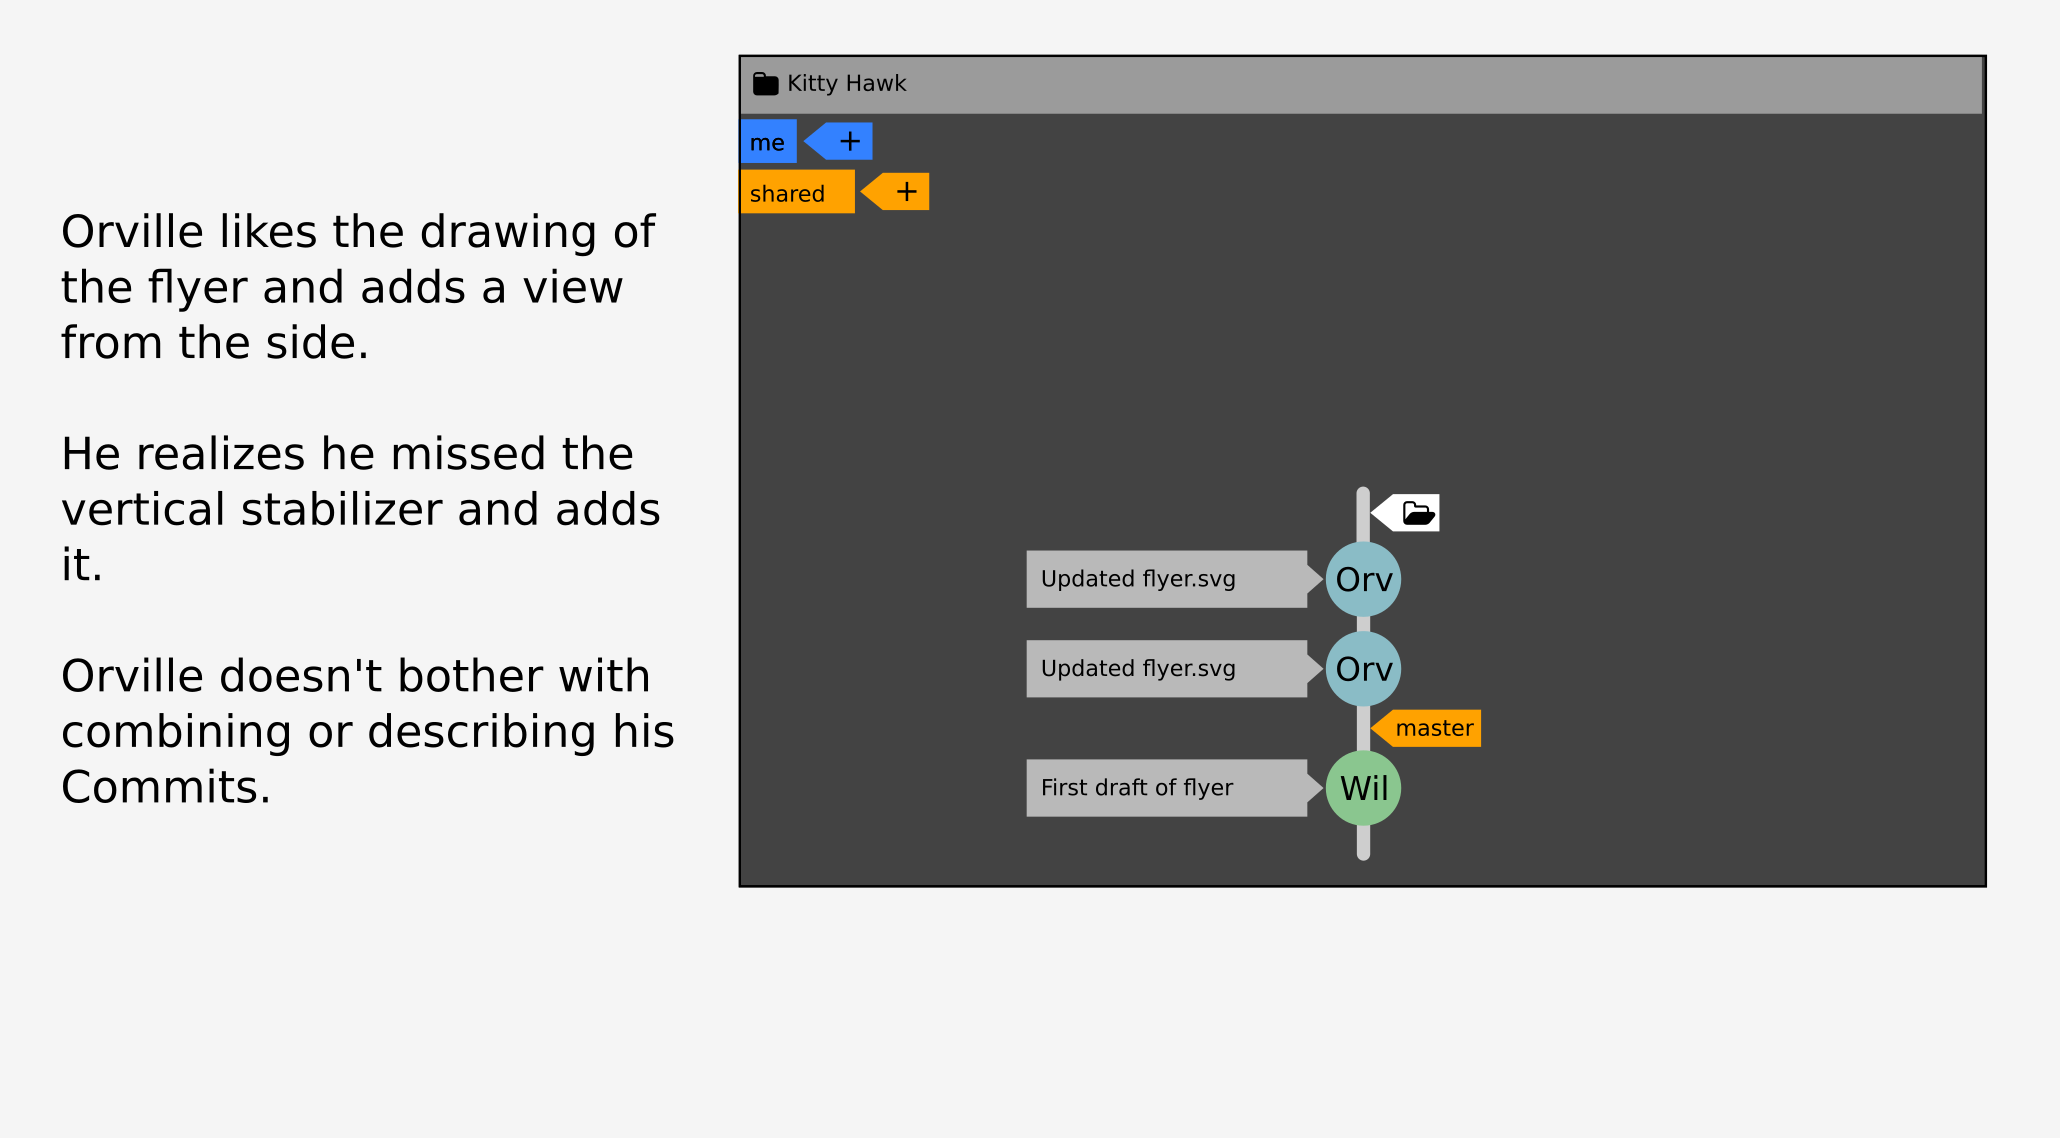 Orville likes the drawing of
the flyer and adds a view
from the side.
He realizes he missed the
vertical stabilizer and adds
it.
Orville doesn't bother with
combining or describing his
Commits.
Kitty Hawk
me +
shared +
Updated flyer.svg Orv
Updated flyer.svg Orv
master
First draft of flyer Wil